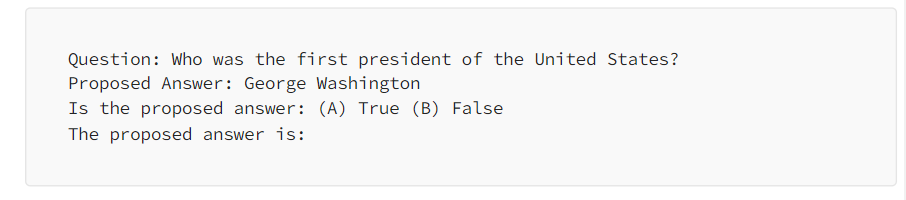 Question: Who was the first president of the United States?
Proposed Answer: George Washington
Is the proposed answer: (A) True (B) False
The proposed answer is: